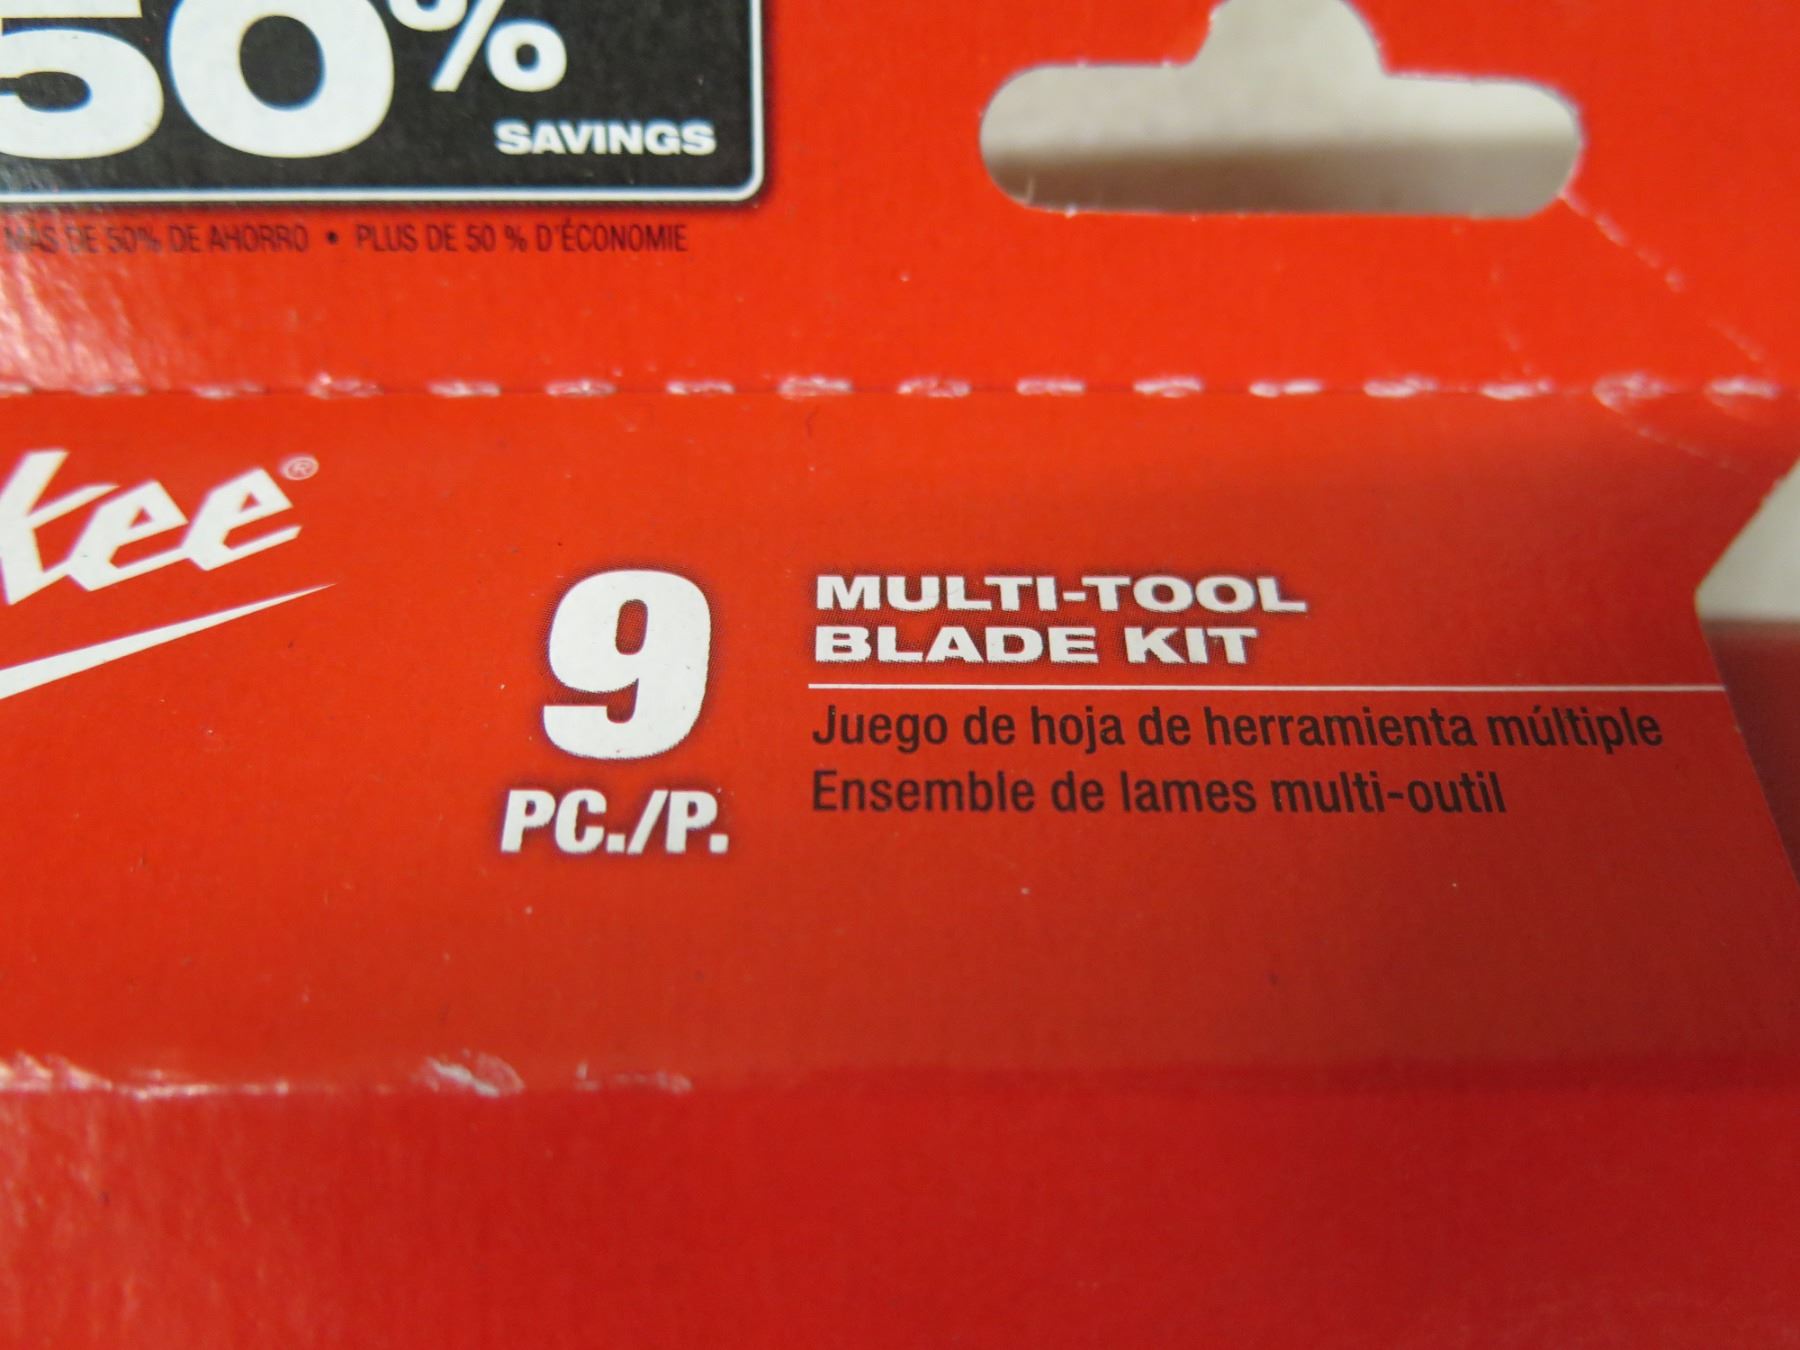 50%
SAVINGS
MÁS DE 50% DE AHORRO • PLUS DE 50 % D'ÉCONOMIE
kee®
9
PC./P.
MULTI-TOOL
BLADE KIT
Juego de hoja de herramienta múltiple
Ensemble de lames multi-outil